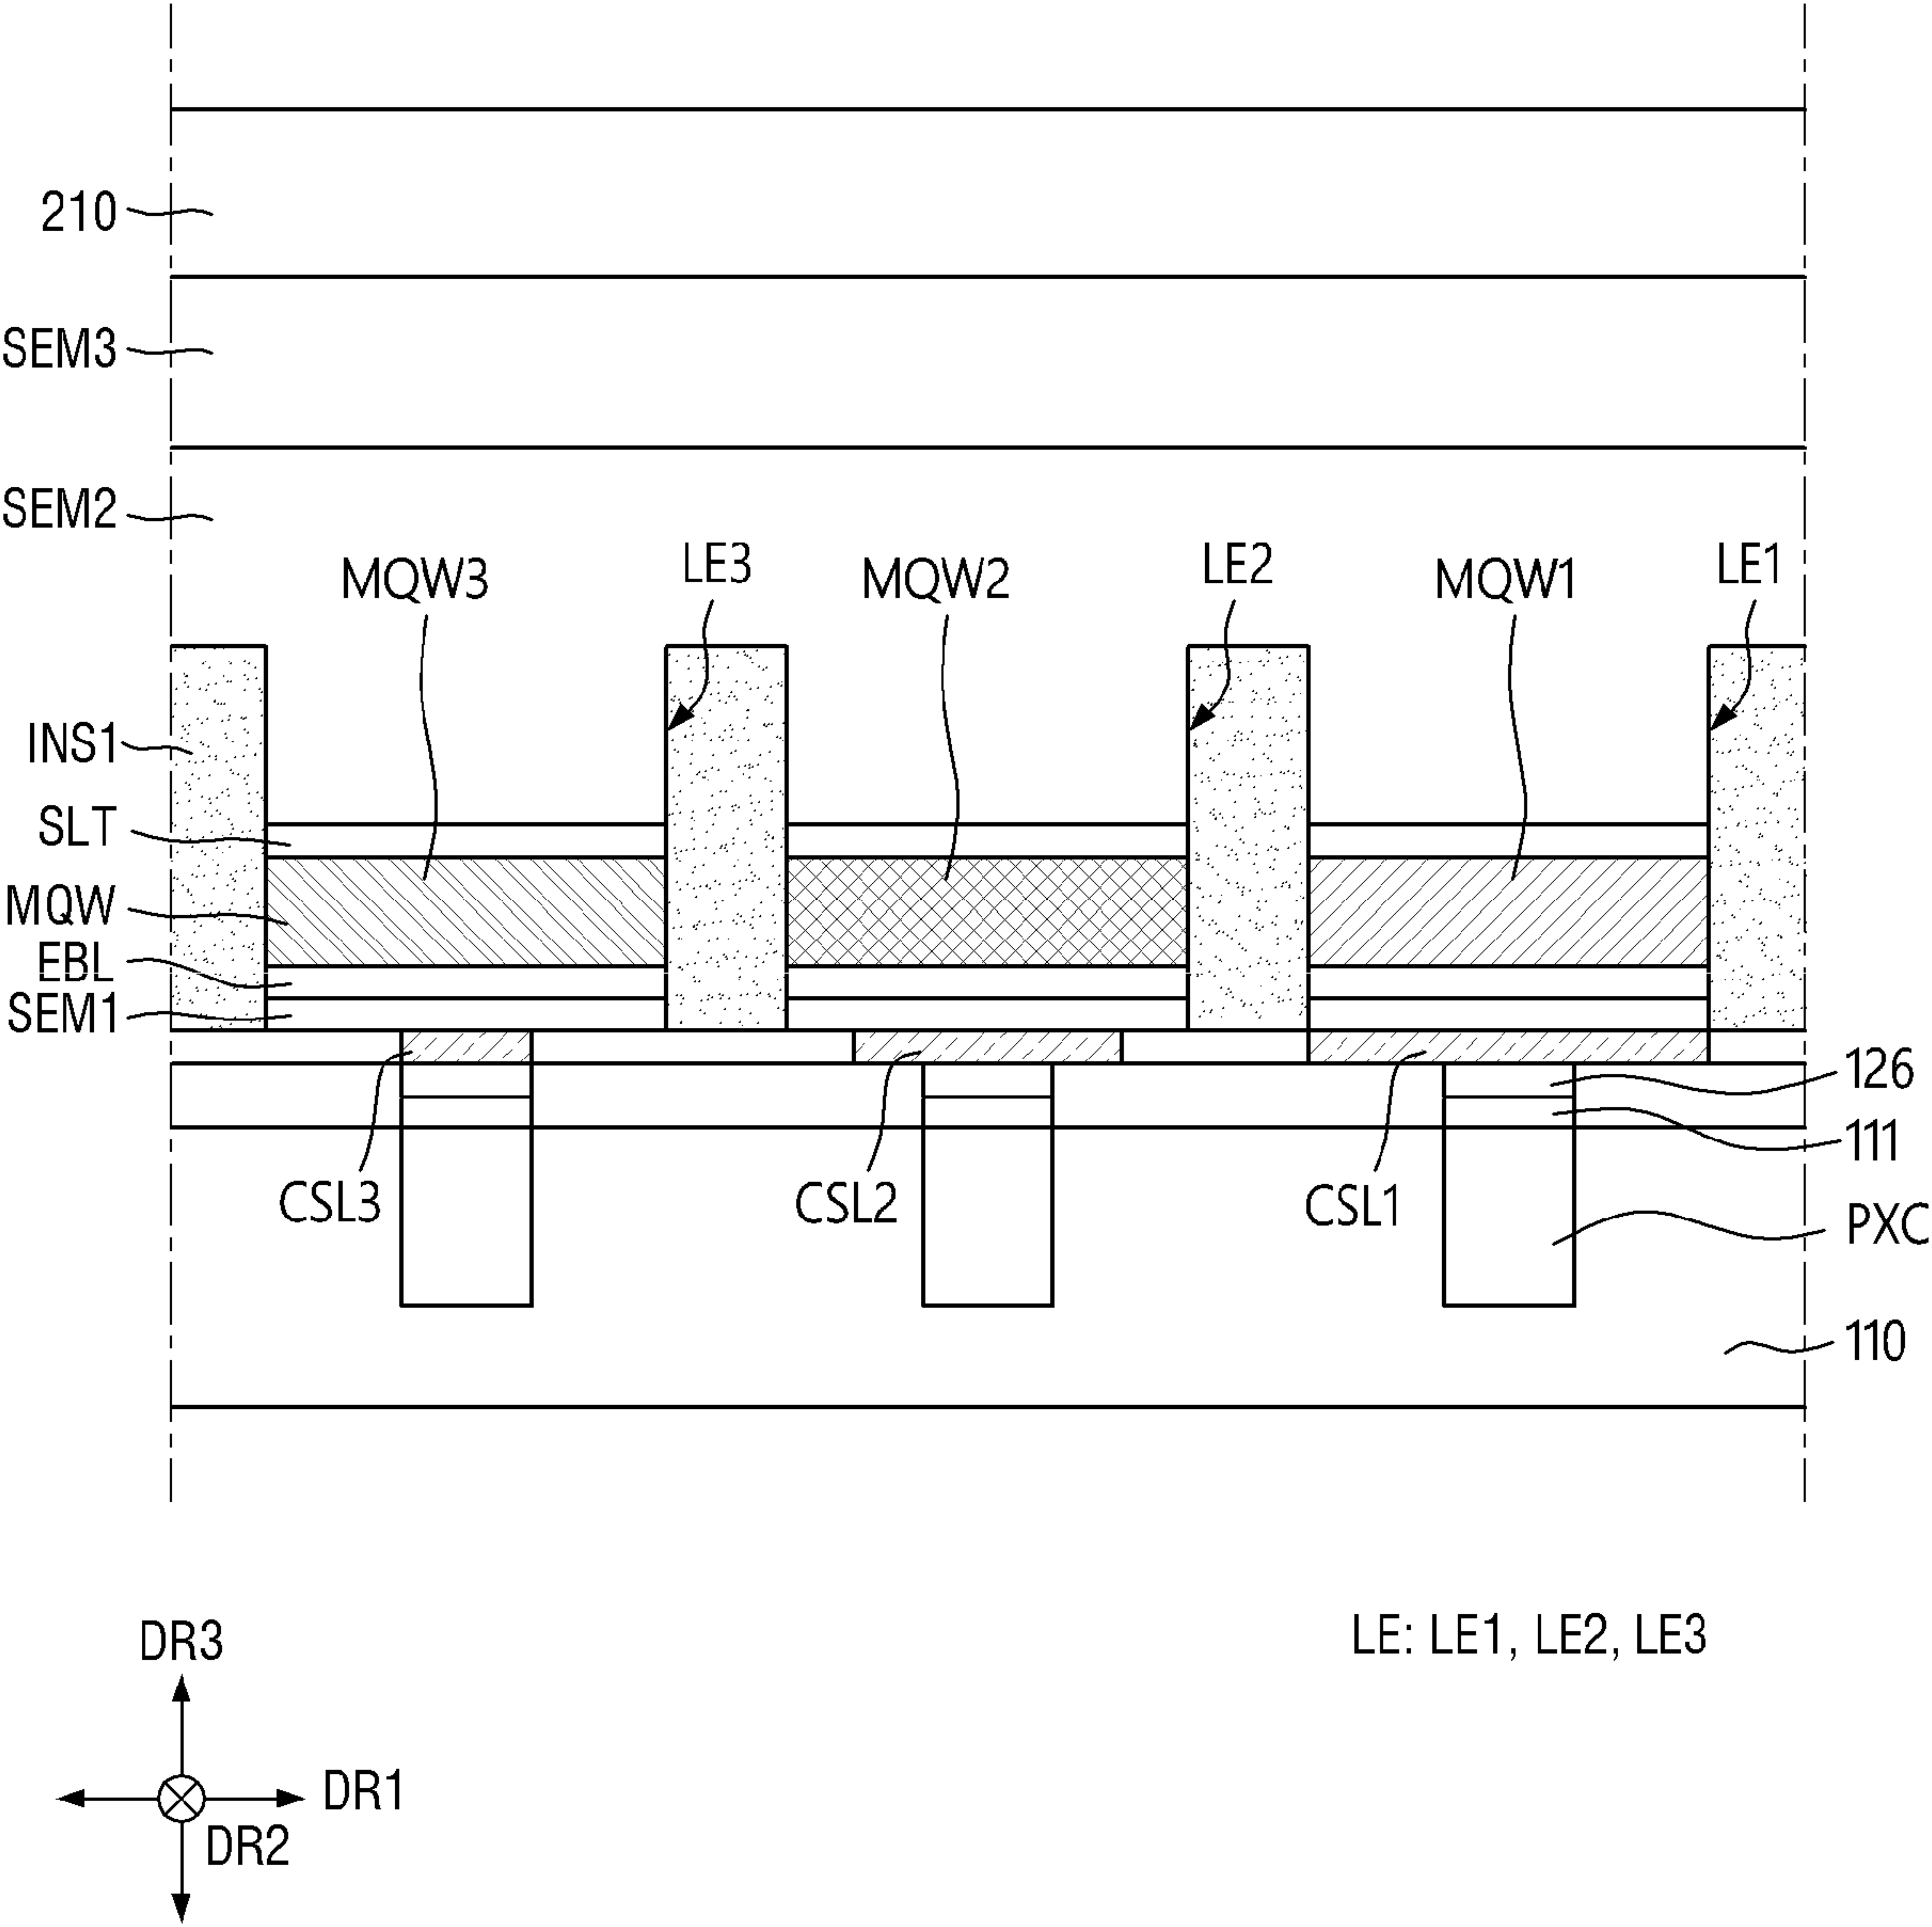 210
SEM3
SEM2
MQW3
LE3
MQW2
LE2
MQW1
LE1
INS1
SLT
MQW
EBL
SEM1
126
111
CSL3
CSL2
CSL1
PXC
110
DR3
LE: LE1, LE2, LE3
DR1
DR2